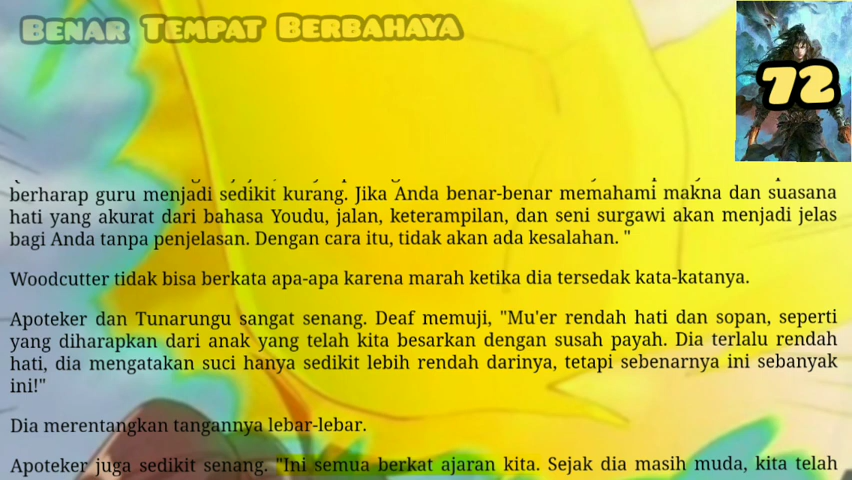 BENAR TEMPAT BERBAHAYA
72
berharap guru menjadi sedikit kurang. Jika Anda benar-benar memahami makna dan suasana
hati yang akurat dari bahasa Youdu, jalan, keterampilan, dan seni surgawi akan menjadi jelas
bagi Anda tanpa penjelasan. Dengan cara itu, tidak akan ada kesalahan. "
Woodcutter tidak bisa berkata apa-apa karena marah ketika dia tersedak kata-katanya.
Apoteker dan Tunarungu sangat senang. Deaf memuji, "Mu'er rendah hati dan sopan, seperti
yang diharapkan dari anak yang telah kita besarkan dengan susah payah. Dia terlalu rendah
hati, dia mengatakan suci hanya sedikit lebih rendah darinya, tetapi sebenarnya ini sebanyak
ini!"
Dia merentangkan tangannya lebar-lebar.
Apoteker juga sedikit senang. "Ini semua berkat ajaran kita. Sejak dia masih muda, kita telah